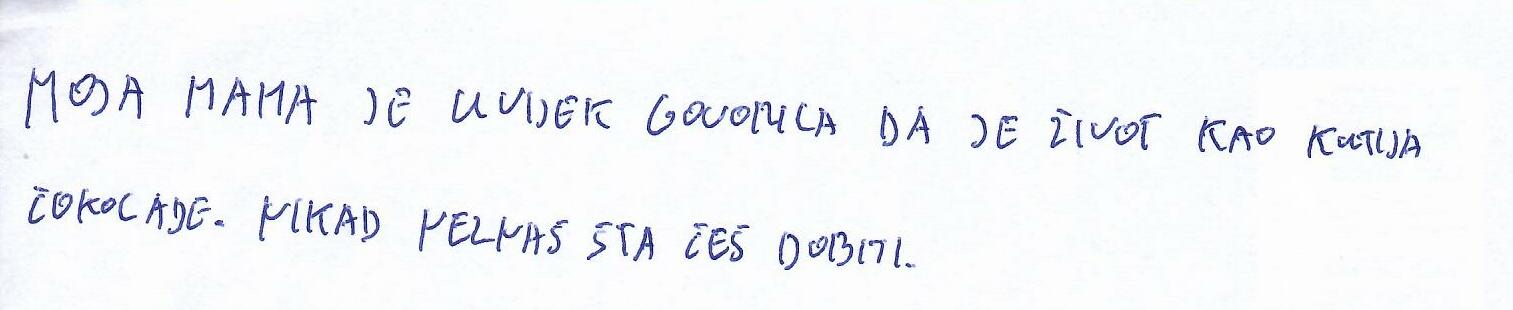 MOJA MAMA JE UVIJEK GOVORILA DA JE ŽIVOT KAO KUTIJA
ČOKOLADE. NIKAD NEZNAŠ ŠTA ĆEŠ DOBITI.